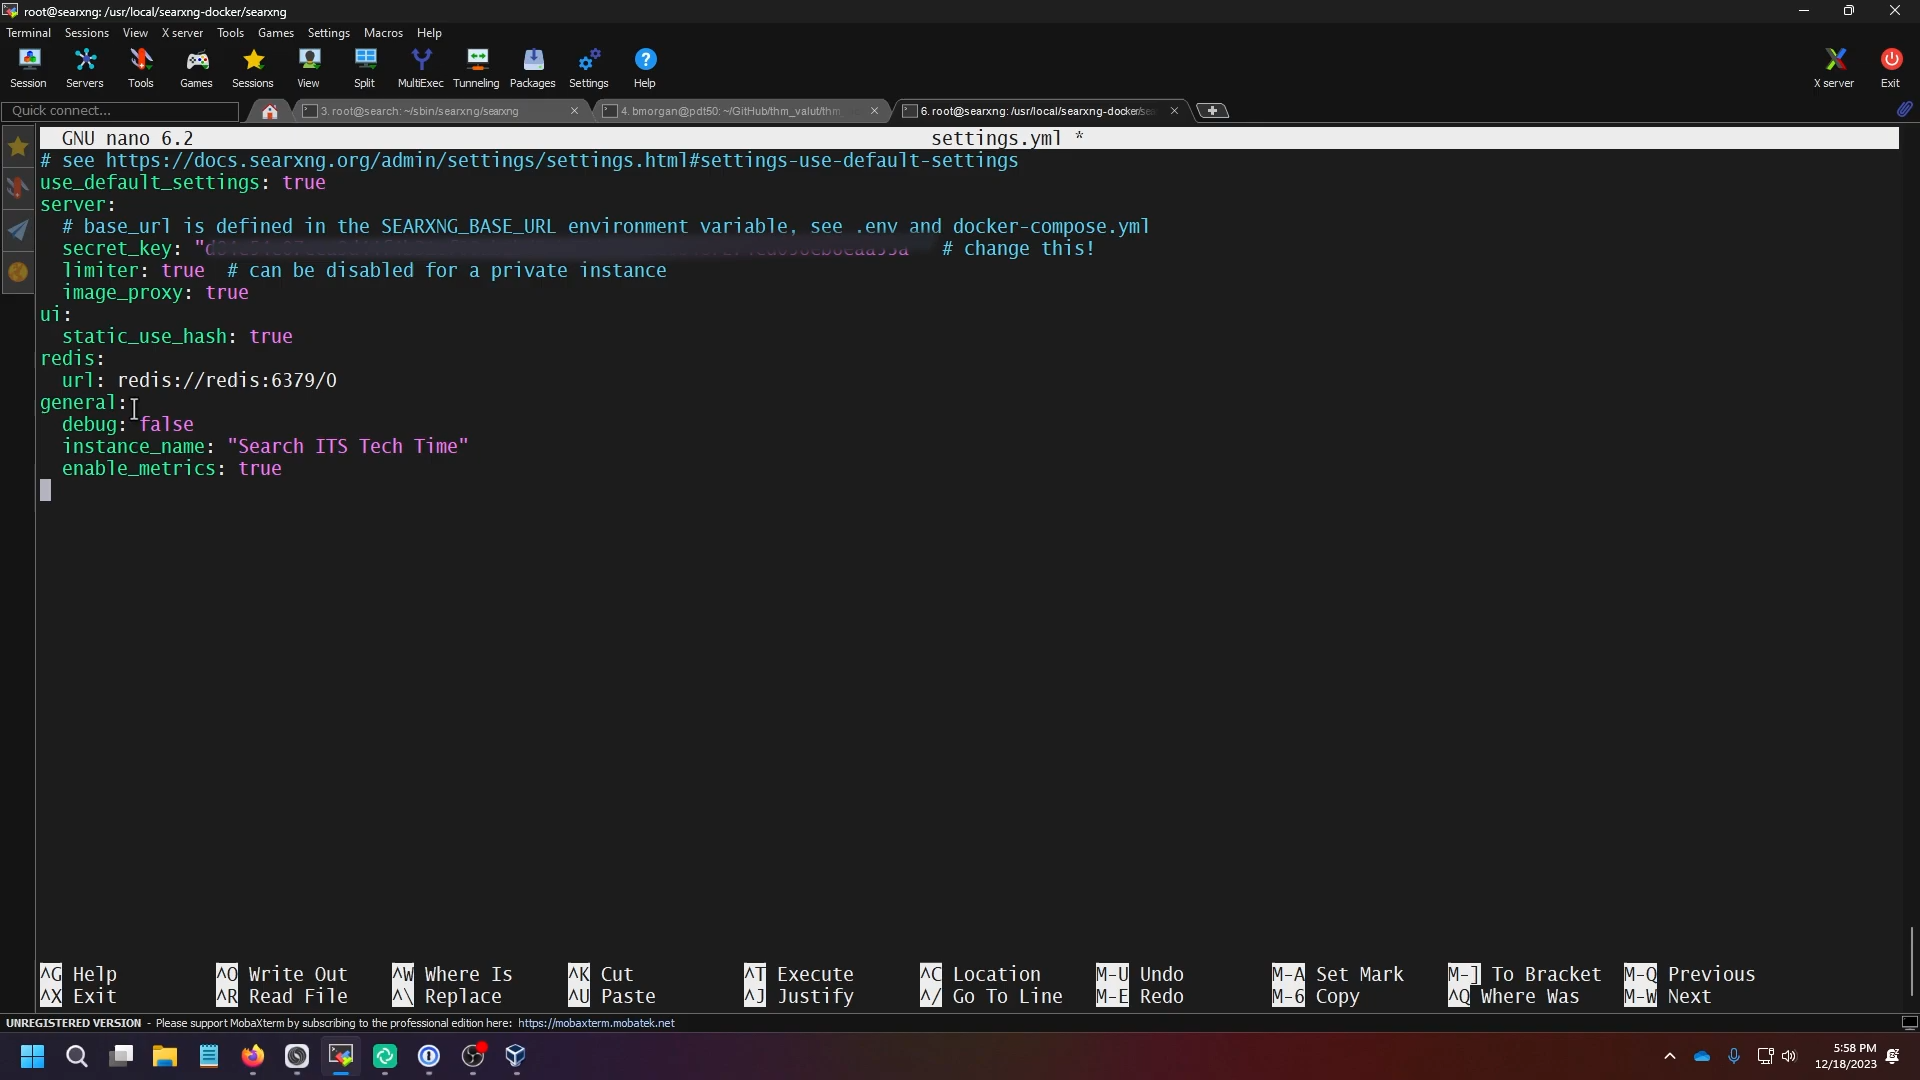 root@searxng: /usr/local/searxng-docker/searxng
Terminal Sessions View X server Tools Games Settings Macros Help
Session Servers Tools Games Sessions View Split MultiExec Tunneling Packages Settings Help X server Exit
Quick connect... 3. root@search: ~/sbin/searxng/searxng 4. bmorgan@pdt50: ~/GitHub/thm_valut/thm 6. root@searxng: /usr/local/searxng-docker/sea
GNU nano 6.2 settings.yml *
# see https://docs.searxng.org/admin/settings/settings.html#settings-use-default-settings
use_default_settings: true
server:
# base_url is defined in the SEARXNG_BASE_URL environment variable, see .env and docker-compose.yml
secret_key: " # change this!
limiter: true # can be disabled for a private instance
image_proxy: true
ui:
static_use_hash: true
redis:
url: redis://redis:6379/0
general:
debug: false
instance_name: "Search ITS Tech Time"
enable_metrics: true
^G Help ^O Write Out ^W Where Is ^K Cut ^T Execute ^C Location M-U Undo M-A Set Mark M-] To Bracket M-Q Previous
^X Exit ^R Read File ^\ Replace ^U Paste ^J Justify ^/ Go To Line M-E Redo M-6 Copy ^Q Where Was M-W Next
UNREGISTERED VERSION - Please support MobaXterm by subscribing to the professional edition here: https://mobaxterm.mobatek.net
5:58 PM
12/18/2023